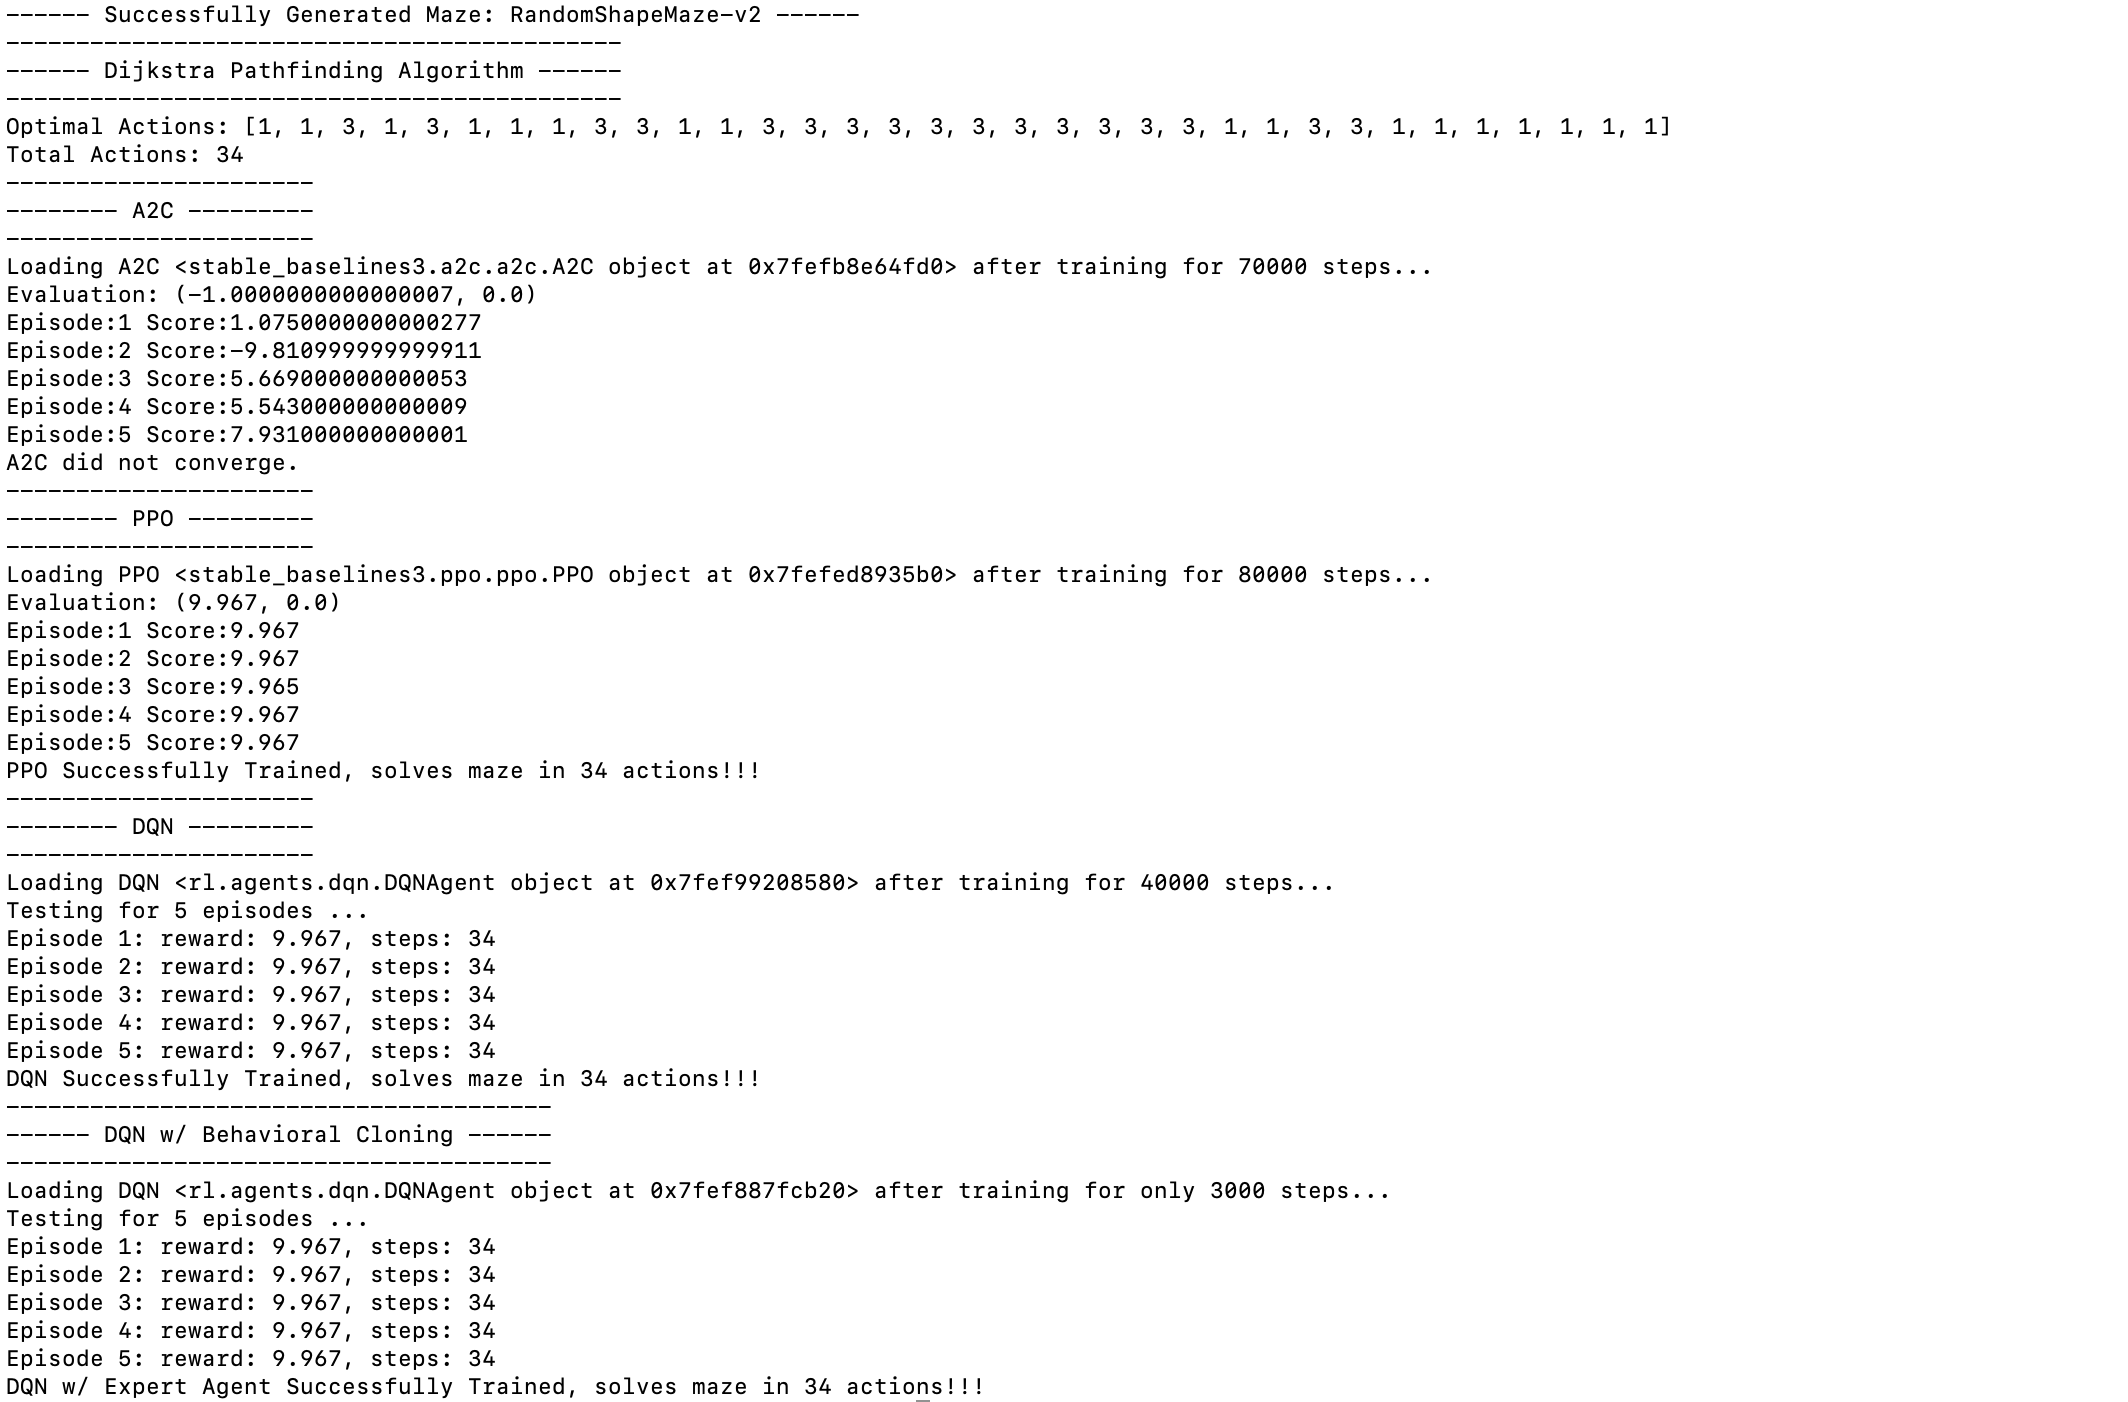 ------ Successfully Generated Maze: RandomShapeMaze-v2 ------
--------------------------------------------
------ Dijkstra Pathfinding Algorithm ------
--------------------------------------------
Optimal Actions: [1, 1, 3, 1, 3, 1, 1, 1, 3, 3, 1, 1, 3, 3, 3, 3, 3, 3, 3, 3, 3, 3, 3, 1, 1, 3, 3, 1, 1, 1, 1, 1, 1, 1]
Total Actions: 34
----------------------
-------- A2C ---------
----------------------
Loading A2C <stable_baselines3.a2c.a2c.A2C object at 0x7fefb8e64fd0> after training for 70000 steps...
Evaluation: (-1.0000000000000007, 0.0)
Episode:1 Score:1.0750000000000277
Episode:2 Score:-9.810999999999911
Episode:3 Score:5.669000000000053
Episode:4 Score:5.543000000000009
Episode:5 Score:7.931000000000001
A2C did not converge.
----------------------
-------- PPO ---------
----------------------
Loading PPO <stable_baselines3.ppo.ppo.PPO object at 0x7fefed8935b0> after training for 80000 steps...
Evaluation: (9.967, 0.0)
Episode:1 Score:9.967
Episode:2 Score:9.967
Episode:3 Score:9.965
Episode:4 Score:9.967
Episode:5 Score:9.967
PPO Successfully Trained, solves maze in 34 actions!!!
----------------------
-------- DQN ---------
----------------------
Loading DQN <rl.agents.dqn.DQNAgent object at 0x7fef99208580> after training for 40000 steps...
Testing for 5 episodes ...
Episode 1: reward: 9.967, steps: 34
Episode 2: reward: 9.967, steps: 34
Episode 3: reward: 9.967, steps: 34
Episode 4: reward: 9.967, steps: 34
Episode 5: reward: 9.967, steps: 34
DQN Successfully Trained, solves maze in 34 actions!!!
---------------------------------------
------ DQN w/ Behavioral Cloning ------
---------------------------------------
Loading DQN <rl.agents.dqn.DQNAgent object at 0x7fef887fcb20> after training for only 3000 steps...
Testing for 5 episodes ...
Episode 1: reward: 9.967, steps: 34
Episode 2: reward: 9.967, steps: 34
Episode 3: reward: 9.967, steps: 34
Episode 4: reward: 9.967, steps: 34
Episode 5: reward: 9.967, steps: 34
DQN w/ Expert Agent Successfully Trained, solves maze in 34 actions!!!